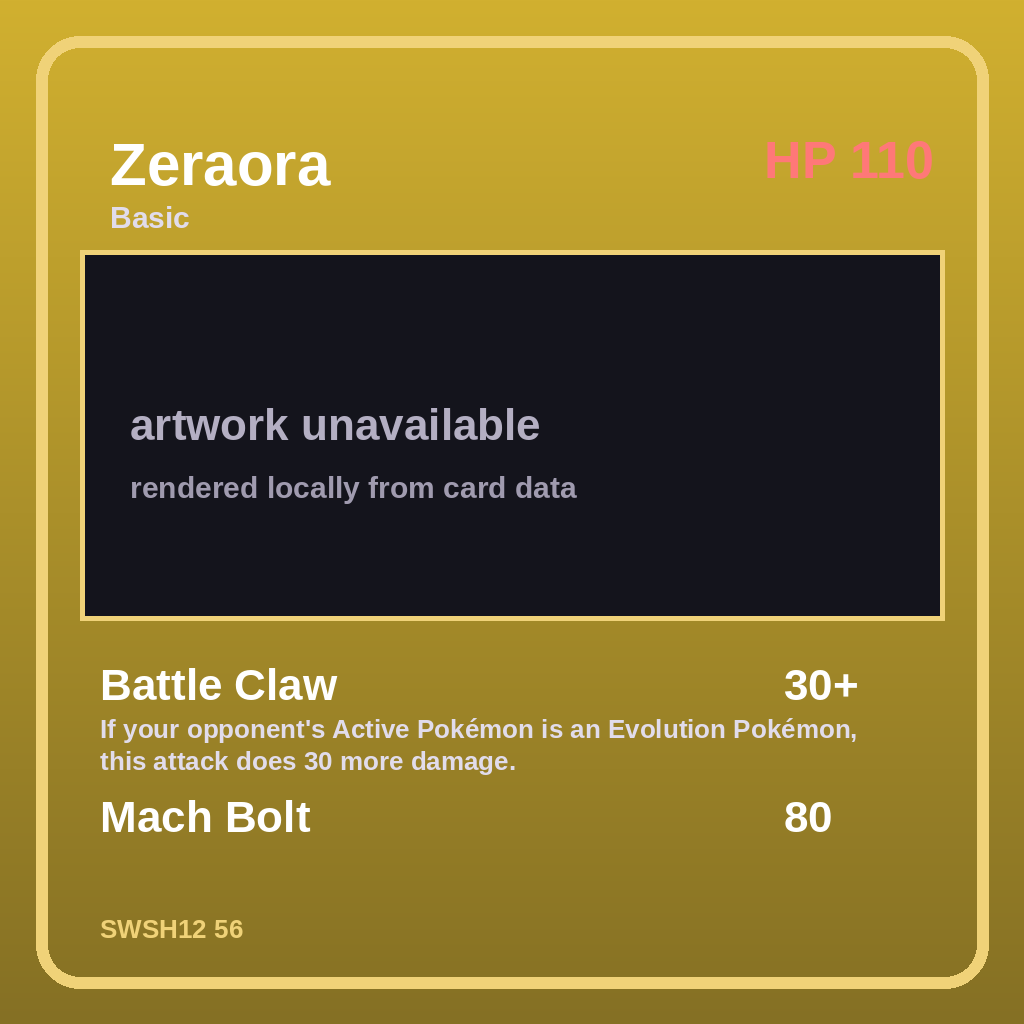 Zeraora
HP 110
Basic
artwork unavailable
rendered locally from card data
Battle Claw 30+
If your opponent's Active Pokémon is an Evolution Pokémon,
this attack does 30 more damage.
Mach Bolt 80
SWSH12 56